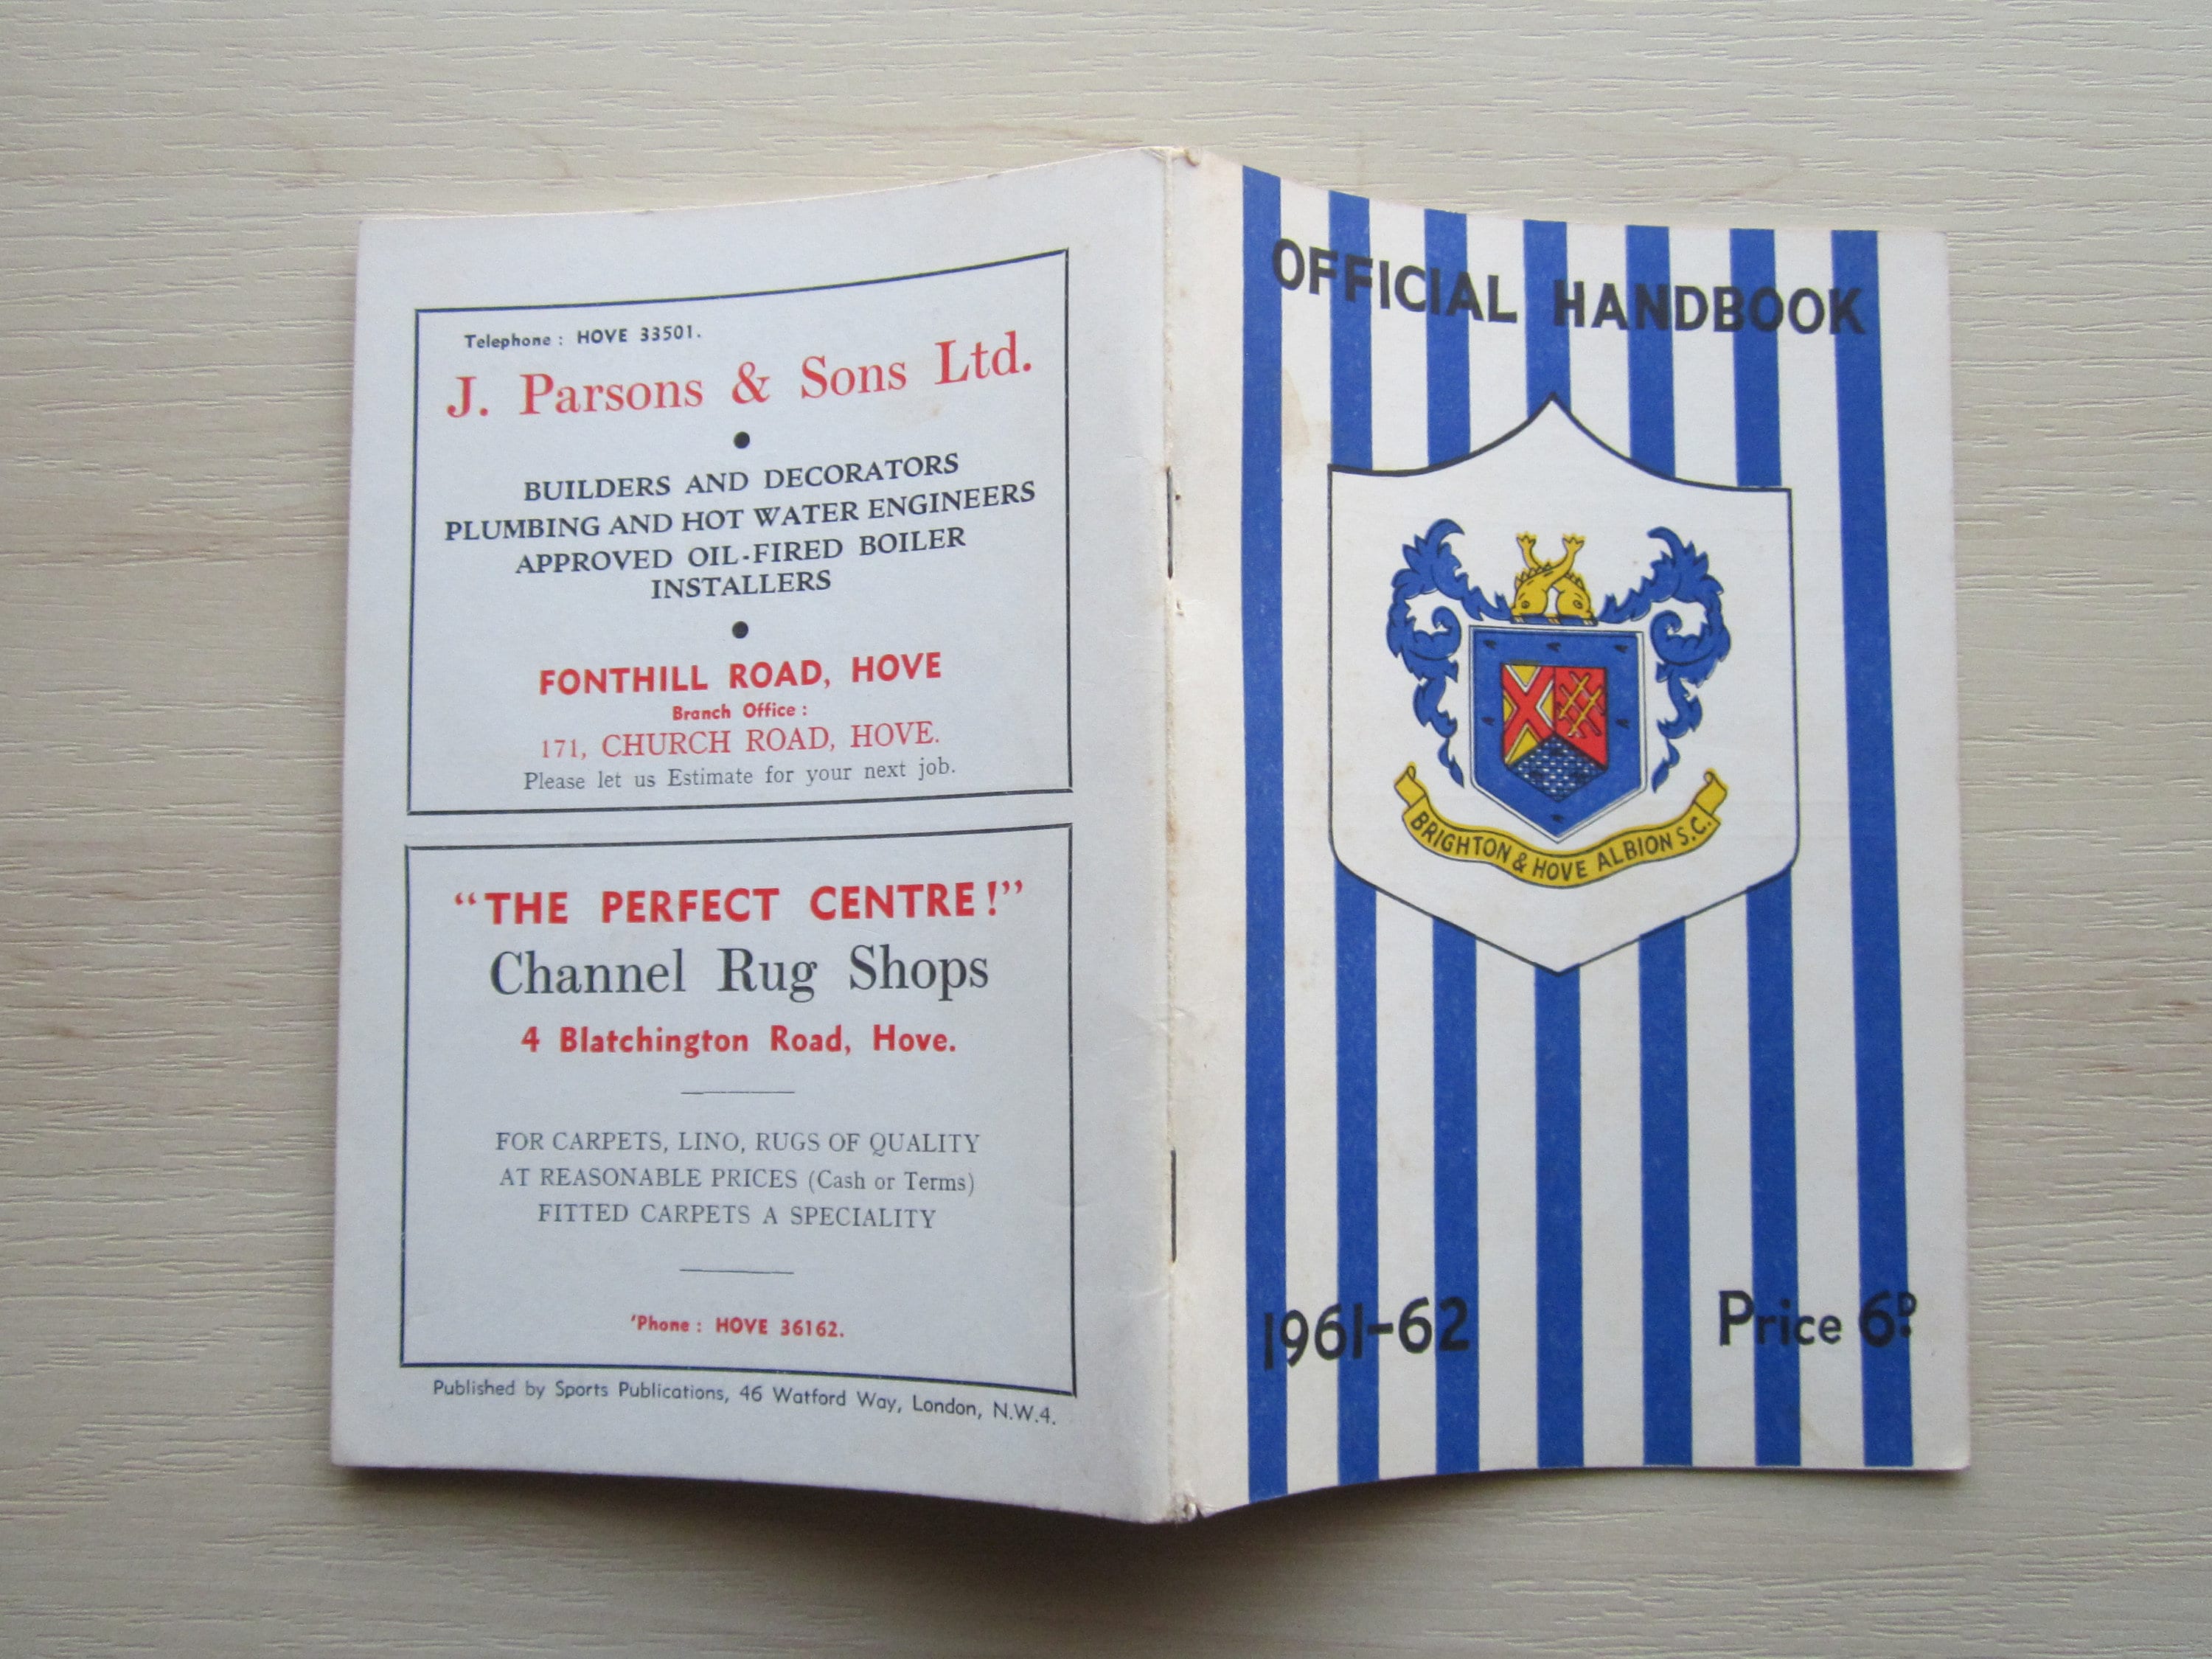 Telephone : HOVE 33501.
J. Parsons & Sons Ltd.
BUILDERS AND DECORATORS
PLUMBING AND HOT WATER ENGINEERS
APPROVED OIL-FIRED BOILER
INSTALLERS
FONTHILL ROAD, HOVE
Branch Office :
171, CHURCH ROAD, HOVE.
Please let us Estimate for your next job.
“THE PERFECT CENTRE!”
Channel Rug Shops
4 Blatchington Road, Hove.
FOR CARPETS, LINO, RUGS OF QUALITY
AT REASONABLE PRICES (Cash or Terms)
FITTED CARPETS A SPECIALITY
'Phone : HOVE 36162.
Published by Sports Publications, 46 Watford Way, London, N.W.4.
OFFICIAL HANDBOOK
BRIGHTON & HOVE ALBION S.C.
1961-62
Price 6D.